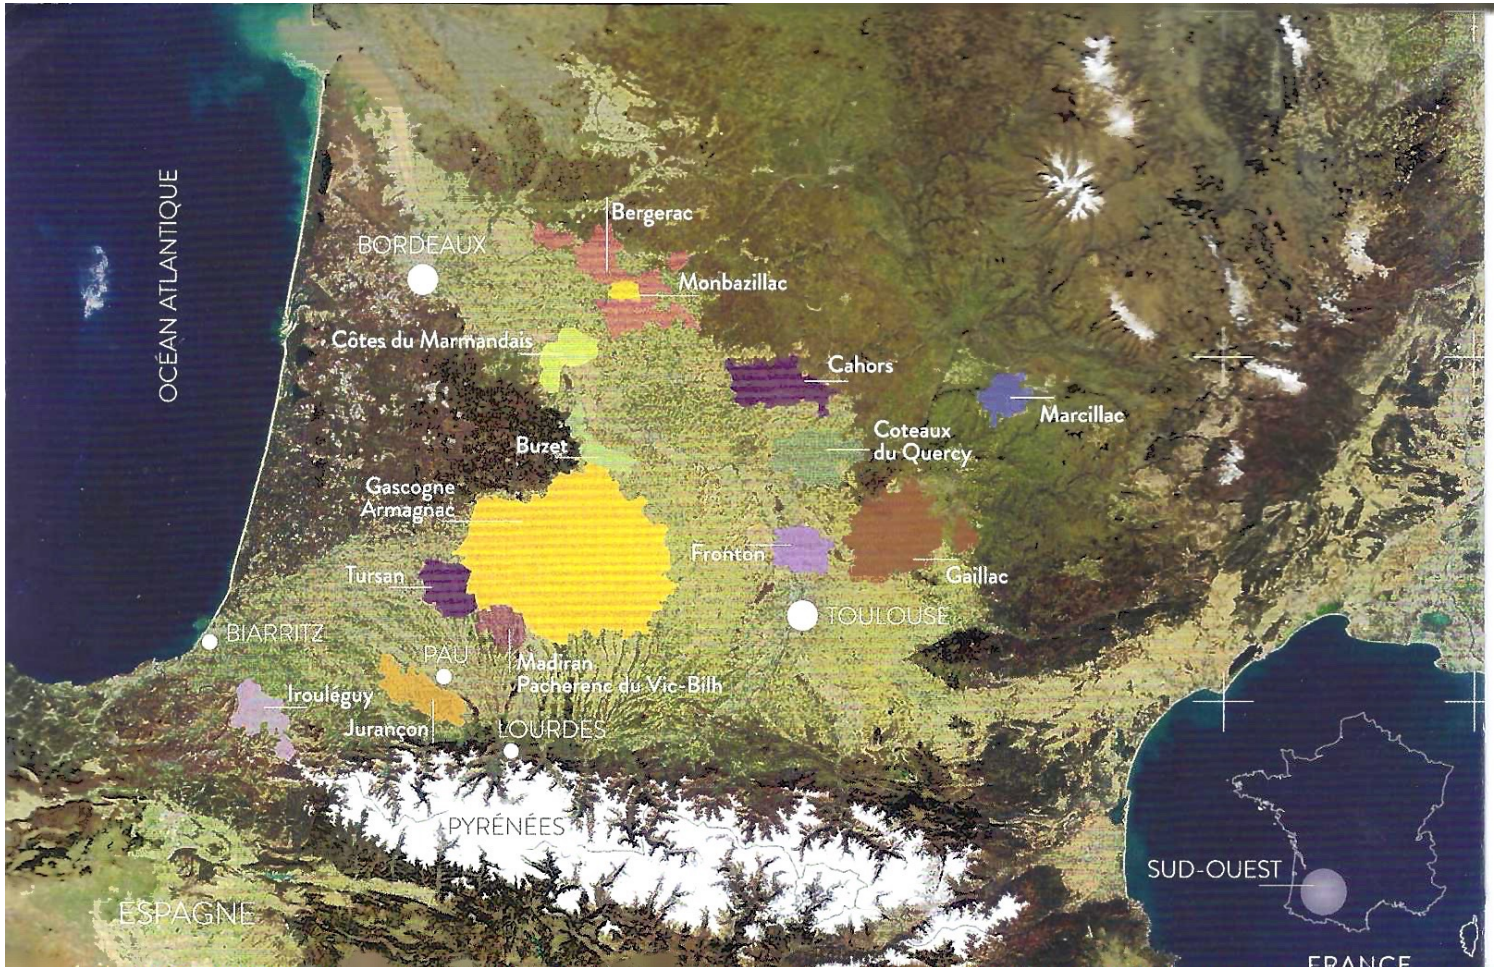 Bergerac
BORDEAUX
Monbazillac
OCÉAN ATLANTIQUE
Côtes du Marmandais
Cahors
Marcillac
Coteaux
du Quercy
Buzet
Gascogne
Armagnac
Fronton
Gaillac
Tursan
TOULOUSE
BIARRITZ
PAU
Madiran
Pacherenc du Vic-Bilh
Irouléguy
Jurançon
LOURDES
PYRÉNÉES
SUD-OUEST
ESPAGNE
FRANCE